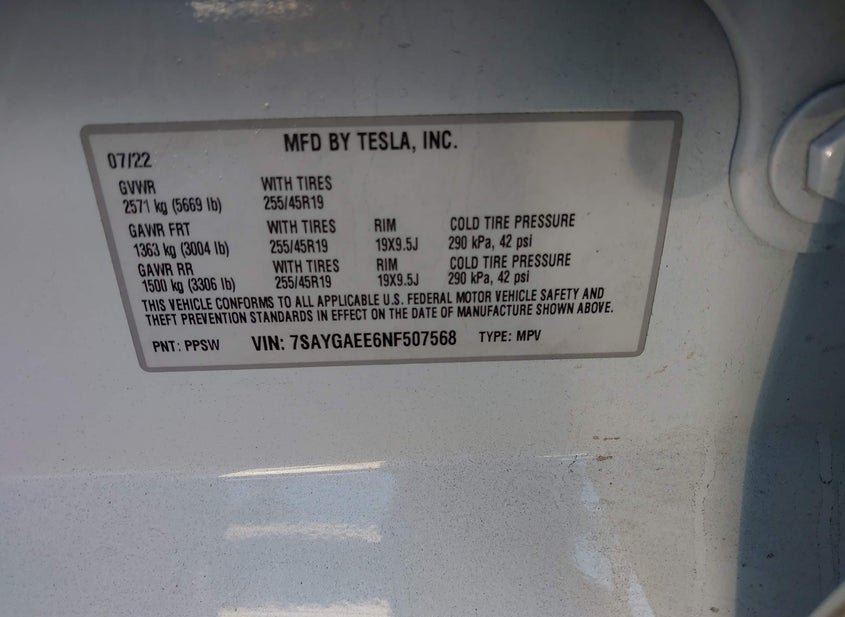 MFD BY TESLA, INC.
07/22
GVWR WITH TIRES
2571 kg (5669 lb) 255/45R19
GAWR FRT WITH TIRES RIM COLD TIRE PRESSURE
1363 kg (3004 lb) 255/45R19 19X9.5J 290 kPa, 42 psi
GAWR RR WITH TIRES RIM COLD TIRE PRESSURE
1500 kg (3306 lb) 255/45R19 19X9.5J 290 kPa, 42 psi
THIS VEHICLE CONFORMS TO ALL APPLICABLE U.S. FEDERAL MOTOR VEHICLE SAFETY AND
THEFT PREVENTION STANDARDS IN EFFECT ON THE DATE OF MANUFACTURE SHOWN ABOVE.
PNT: PPSW VIN: 7SAYGAEE6NF507568 TYPE: MPV